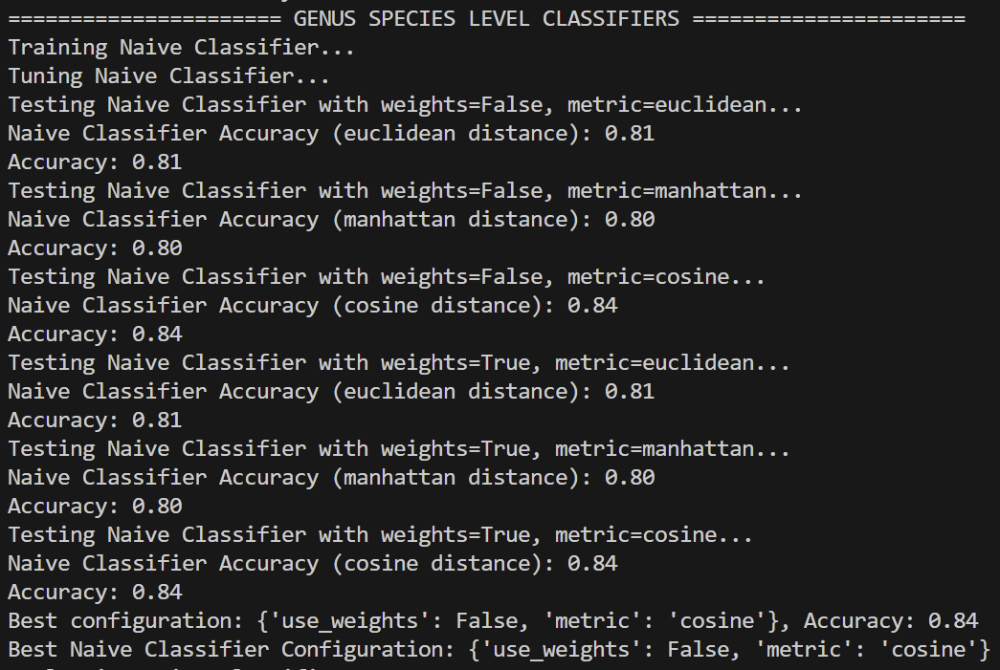 ====================== GENUS SPECIES LEVEL CLASSIFIERS ======================
Training Naive Classifier...
Tuning Naive Classifier...
Testing Naive Classifier with weights=False, metric=euclidean...
Naive Classifier Accuracy (euclidean distance): 0.81
Accuracy: 0.81
Testing Naive Classifier with weights=False, metric=manhattan...
Naive Classifier Accuracy (manhattan distance): 0.80
Accuracy: 0.80
Testing Naive Classifier with weights=False, metric=cosine...
Naive Classifier Accuracy (cosine distance): 0.84
Accuracy: 0.84
Testing Naive Classifier with weights=True, metric=euclidean...
Naive Classifier Accuracy (euclidean distance): 0.81
Accuracy: 0.81
Testing Naive Classifier with weights=True, metric=manhattan...
Naive Classifier Accuracy (manhattan distance): 0.80
Accuracy: 0.80
Testing Naive Classifier with weights=True, metric=cosine...
Naive Classifier Accuracy (cosine distance): 0.84
Accuracy: 0.84
Best configuration: {'use_weights': False, 'metric': 'cosine'}, Accuracy: 0.84
Best Naive Classifier Configuration: {'use_weights': False, 'metric': 'cosine'}